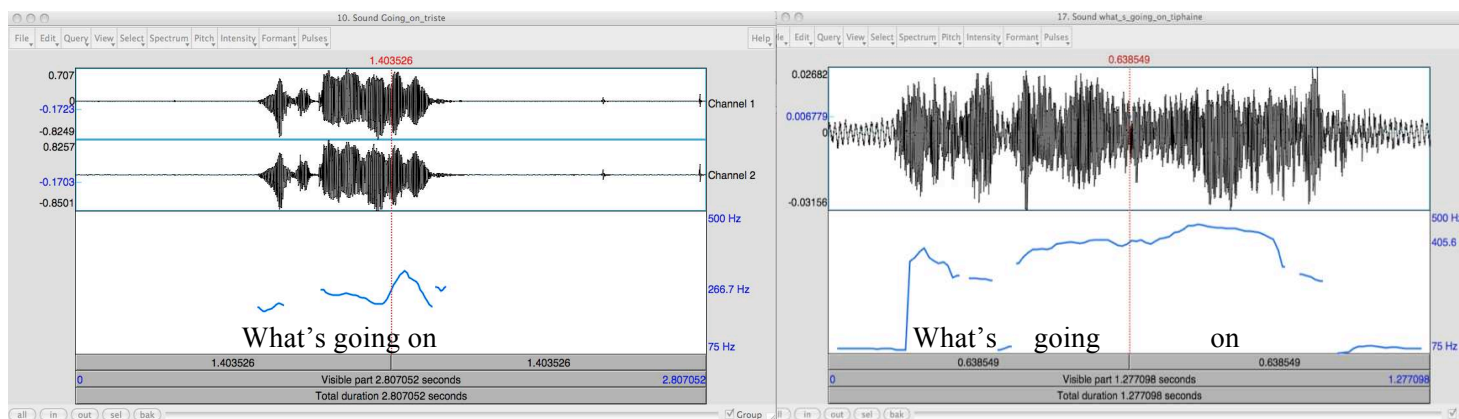 10. Sound Going_on_triste
File Edit Query View Select Spectrum Pitch Intensity Formant Pulses Help
1.403526
0.707
0
-0.1723
-0.8249
Channel 1
0.8257
-0.1703
-0.8501
Channel 2
500 Hz
266.7 Hz
75 Hz
What's going on
1.403526 1.403526
0 Visible part 2.807052 seconds 2.807052
Total duration 2.807052 seconds
all in out sel bak Group
17. Sound what_s_going_on_tiphaine
Edit Query View Select Spectrum Pitch Intensity Formant Pulses
0.638549
0.02682
0.006779
0
-0.03156
500 Hz
405.6
75 Hz
What's going on
0.638549 0.638549
0 Visible part 1.277098 seconds 1.277098
Total duration 1.277098 seconds
in out sel bak